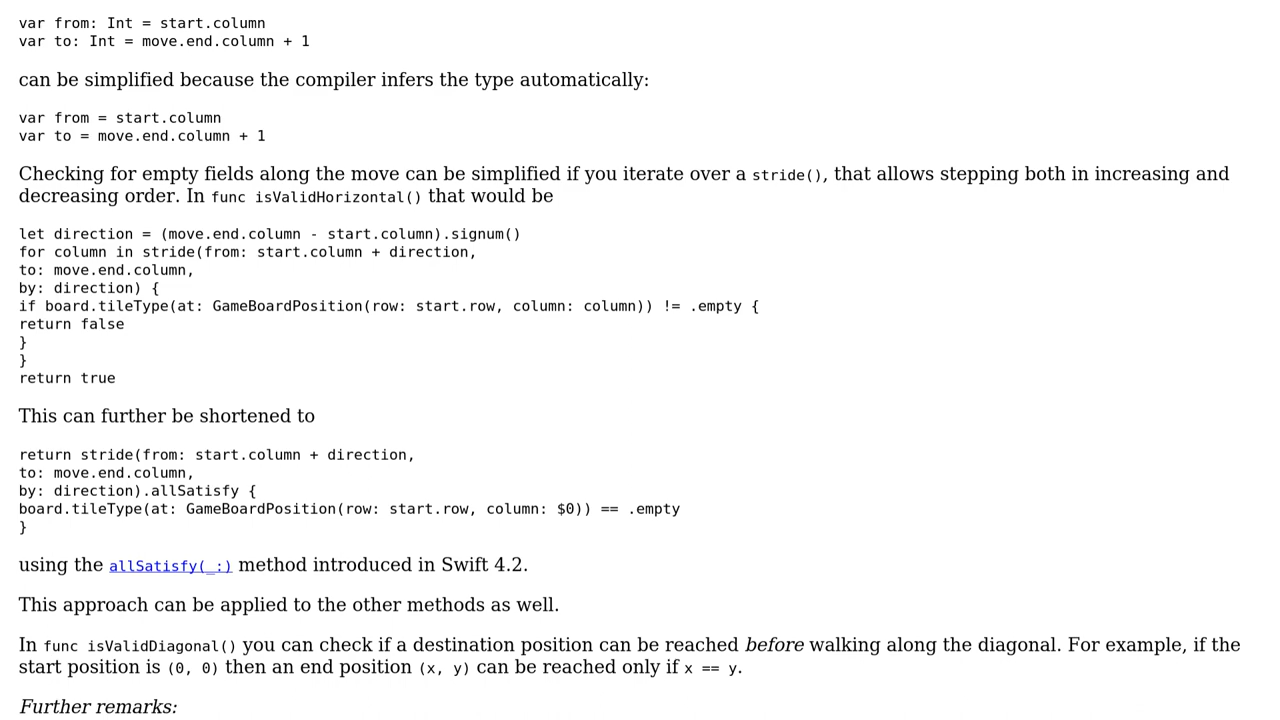 var from: Int = start.column
var to: Int = move.end.column + 1
can be simplified because the compiler infers the type automatically:
var from = start.column
var to = move.end.column + 1
Checking for empty fields along the move can be simplified if you iterate over a stride(), that allows stepping both in increasing and
decreasing order. In func isValidHorizontal() that would be
let direction = (move.end.column - start.column).signum()
for column in stride(from: start.column + direction,
to: move.end.column,
by: direction) {
if board.tileType(at: GameBoardPosition(row: start.row, column: column)) != .empty {
return false
}
}
return true
This can further be shortened to
return stride(from: start.column + direction,
to: move.end.column,
by: direction).allSatisfy {
board.tileType(at: GameBoardPosition(row: start.row, column: $0)) == .empty
}
using the allSatisfy(_:) method introduced in Swift 4.2.
This approach can be applied to the other methods as well.
In func isValidDiagonal() you can check if a destination position can be reached before walking along the diagonal. For example, if the
start position is (0, 0) then an end position (x, y) can be reached only if x == y.
Further remarks: